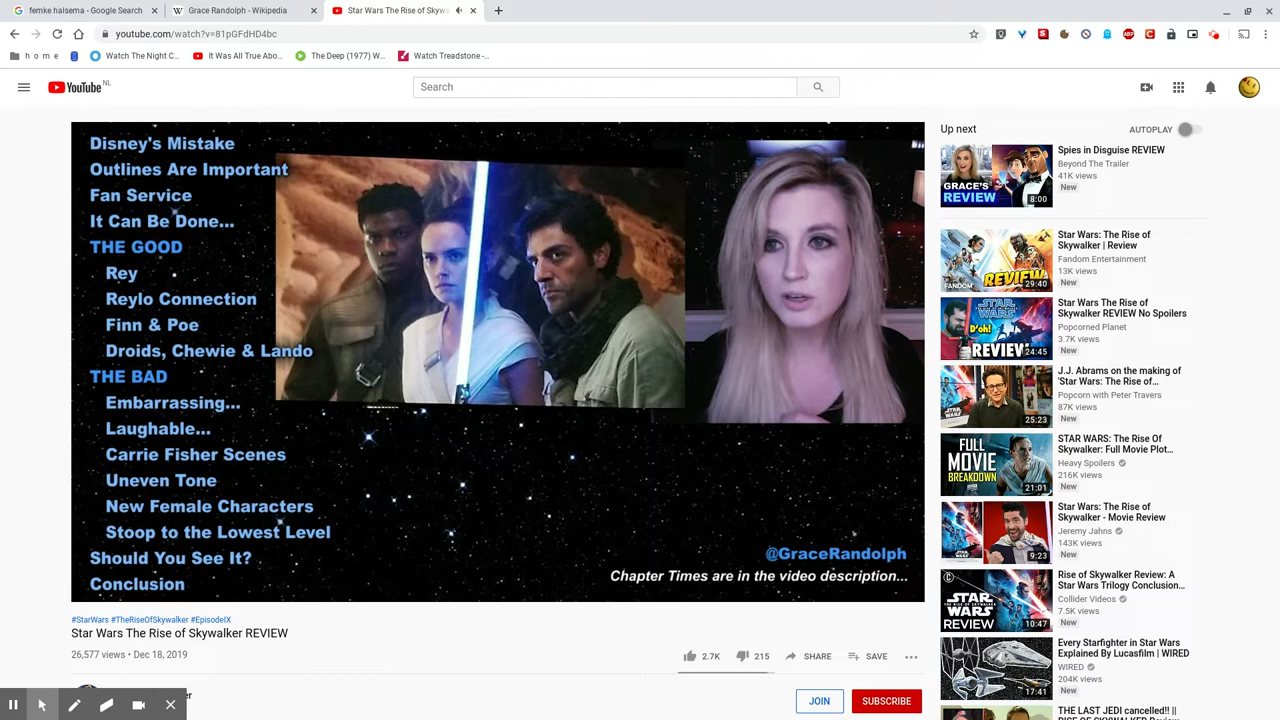 femke halsema - Google Search
Grace Randolph - Wikipedia
Star Wars The Rise of Skywa
youtube.com/watch?v=81pGFdHD4bc
h o m e
Watch The Night C...
It Was All True Abo...
The Deep (1977) W...
Watch Treadstone -...
YouTube NL
Search
Disney's Mistake
Outlines Are Important
Fan Service
It Can Be Done...
THE GOOD
Rey
Reylo Connection
Finn & Poe
Droids, Chewie & Lando
THE BAD
Embarrassing...
Laughable...
Carrie Fisher Scenes
Uneven Tone
New Female Characters
Stoop to the Lowest Level
Should You See It?
Conclusion
@GraceRandolph
Chapter Times are in the video description...
#StarWars #TheRiseOfSkywalker #EpisodeIX
Star Wars The Rise of Skywalker REVIEW
26,577 views • Dec 18, 2019
2.7K
215
SHARE
SAVE
JOIN
SUBSCRIBE
Up next
AUTOPLAY
GRACE'S
REVIEW
8:00
Spies in Disguise REVIEW
Beyond The Trailer
41K views
New
FANDOM
REVIEW
29:40
Star Wars: The Rise of
Skywalker | Review
Fandom Entertainment
13K views
New
STAR WARS
D'oh!
REVIEW
24:45
Star Wars The Rise of
Skywalker REVIEW No Spoilers
Popcorned Planet
3.7K views
New
25:23
J.J. Abrams on the making of
'Star Wars: The Rise of...
Popcorn with Peter Travers
87K views
New
FULL
MOVIE
BREAKDOWN
21:01
STAR WARS: The Rise Of
Skywalker: Full Movie Plot...
Heavy Spoilers
216K views
New
9:23
Star Wars: The Rise of
Skywalker - Movie Review
Jeremy Jahns
143K views
New
STAR
WARS
REVIEW
10:47
Rise of Skywalker Review: A
Star Wars Trilogy Conclusion...
Collider Videos
7.5K views
New
17:41
Every Starfighter in Star Wars
Explained By Lucasfilm | WIRED
WIRED
204K views
New
THE LAST JEDI cancelled!! ||